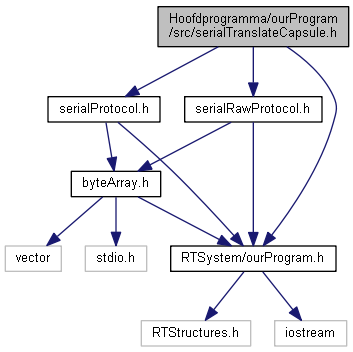 Hoofdprogramma/ourProgram
/src/serialTranslateCapsule.h
serialProtocol.h
serialRawProtocol.h
byteArray.h
vector
stdio.h
RTSystem/ourProgram.h
RTStructures.h
iostream